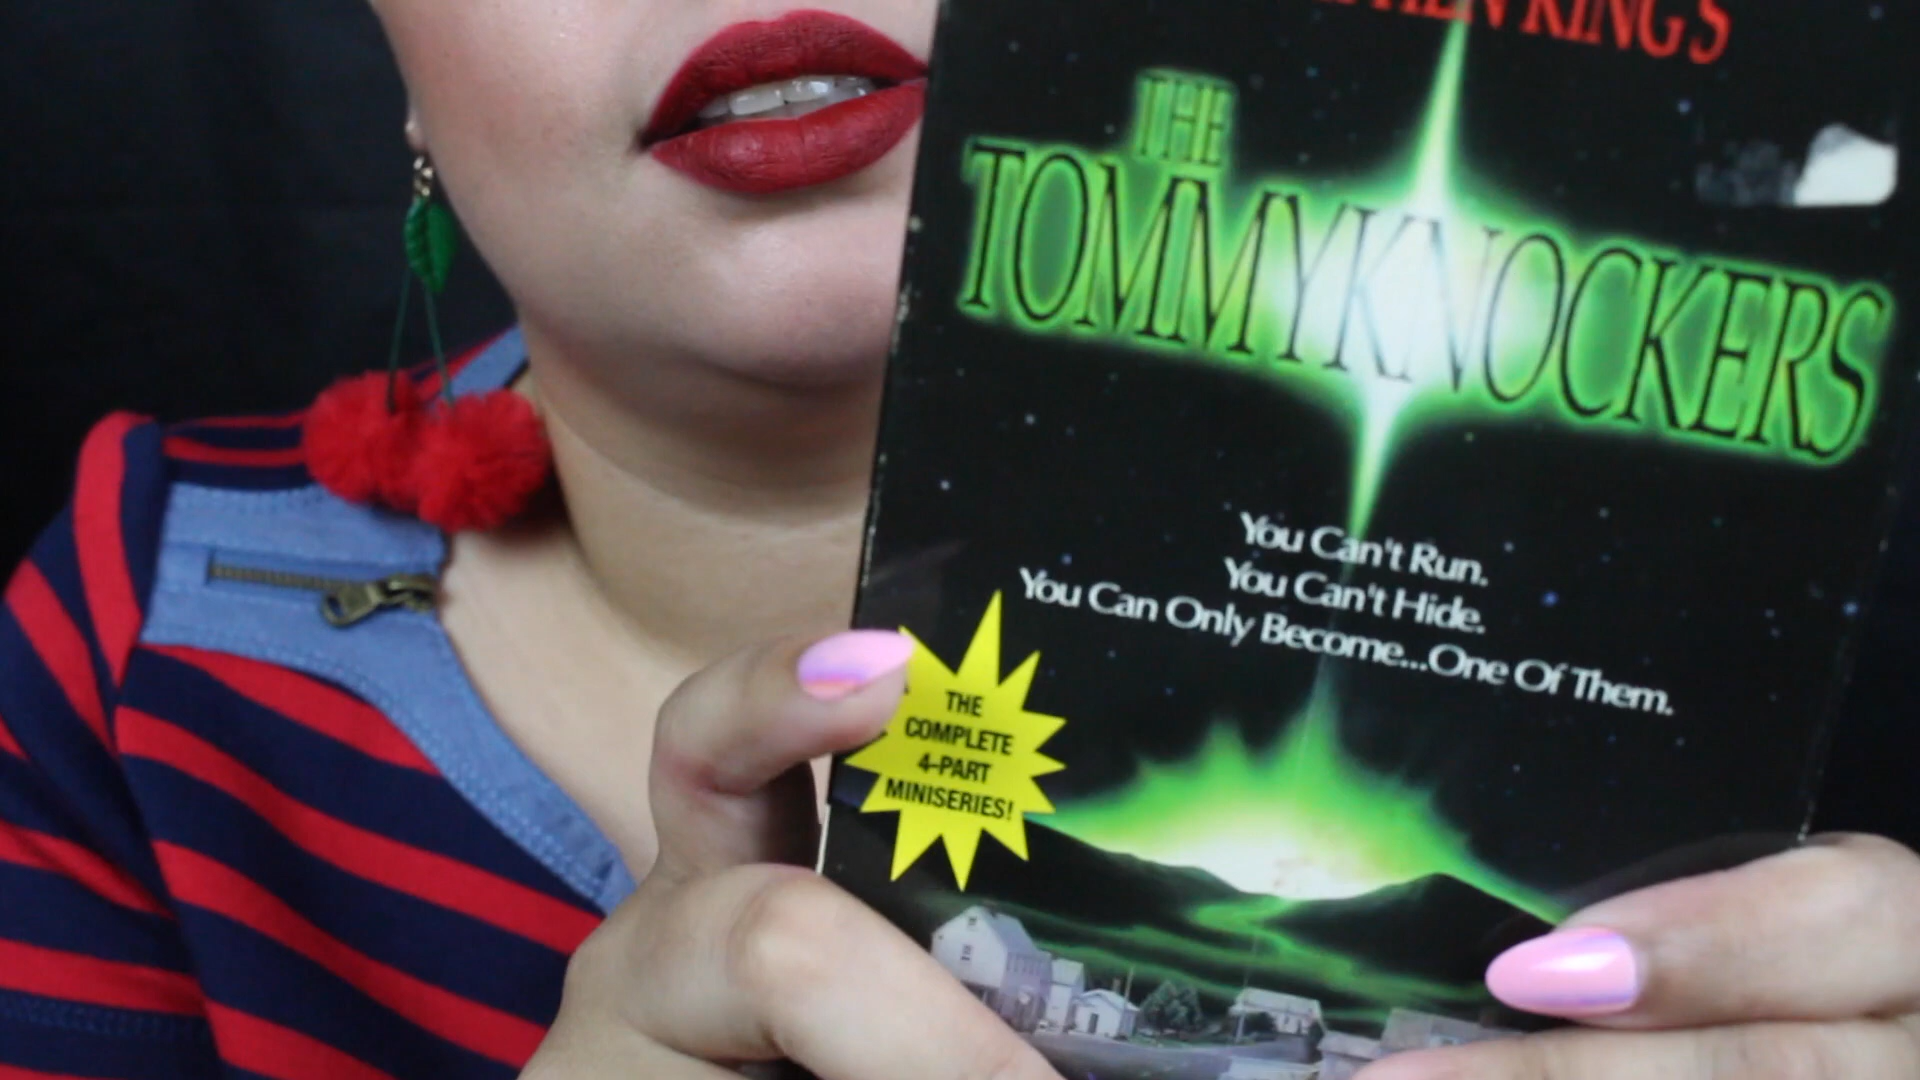 KING'S
THE
TOMMYKNOCKERS
You Can't Run.
You Can't Hide.
You Can Only Become...One Of Them.
THE
COMPLETE
4-PART
MINISERIES!